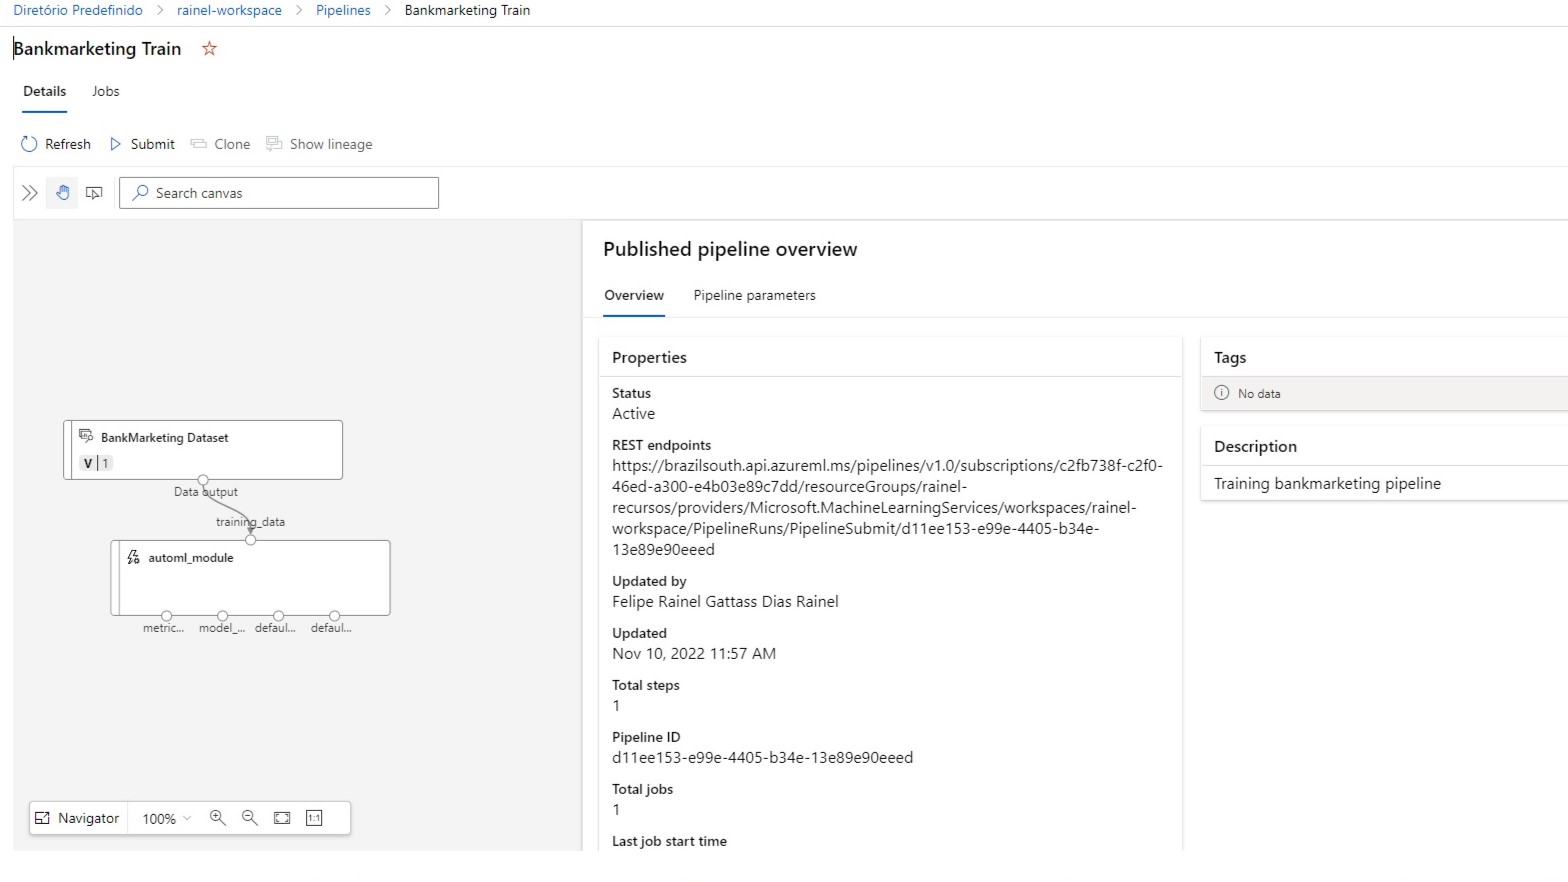 Diretório Predefinido > rainel-workspace > Pipelines > Bankmarketing Train
Bankmarketing Train
Details Jobs
Refresh Submit Clone Show lineage
Search canvas
BankMarketing Dataset
V 1
Data output
training_data
automl_module
metric... model_... defaul... defaul...
Navigator 100% 1:1
Published pipeline overview
Overview Pipeline parameters
Properties
Status
Active
REST endpoints
https://brazilsouth.api.azureml.ms/pipelines/v1.0/subscriptions/c2fb738f-c2f0-
46ed-a300-e4b03e89c7dd/resourceGroups/rainel-
recursos/providers/Microsoft.MachineLearningServices/workspaces/rainel-
workspace/PipelineRuns/PipelineSubmit/d11ee153-e99e-4405-b34e-
13e89e90eeed
Updated by
Felipe Rainel Gattass Dias Rainel
Updated
Nov 10, 2022 11:57 AM
Total steps
1
Pipeline ID
d11ee153-e99e-4405-b34e-13e89e90eeed
Total jobs
1
Last job start time
Tags
No data
Description
Training bankmarketing pipeline